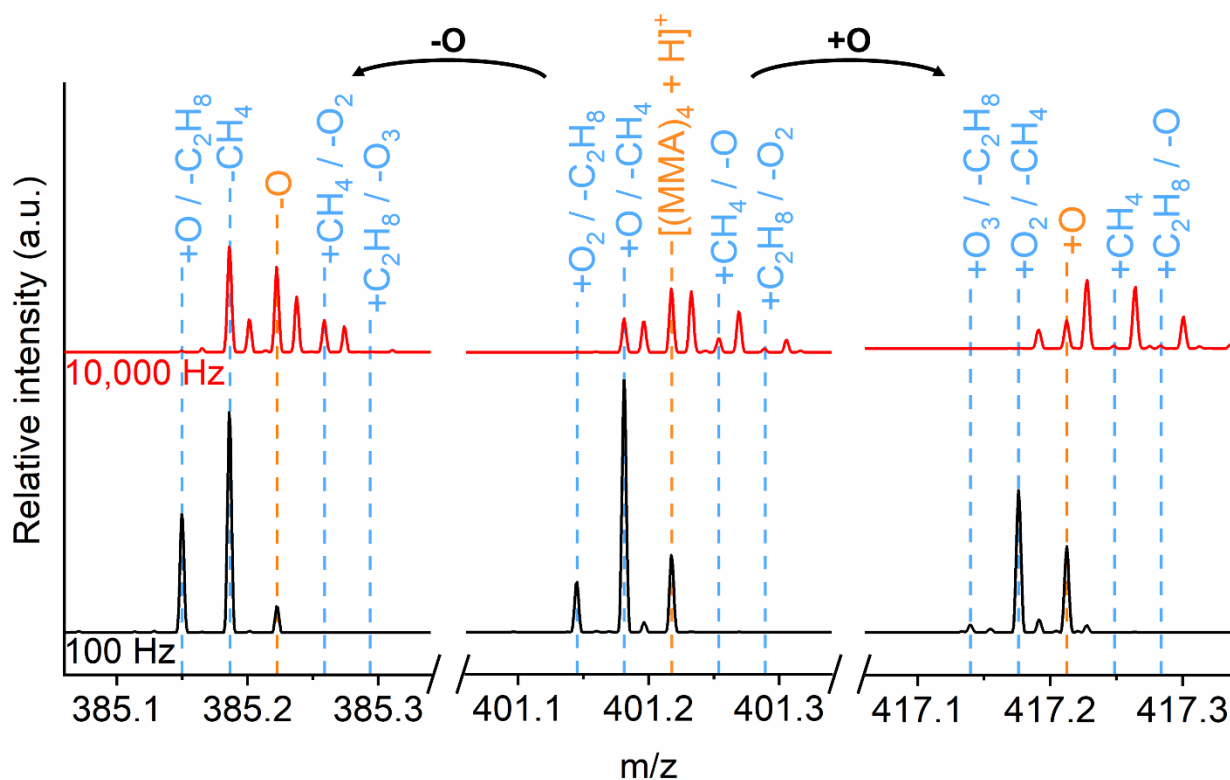 -O
+O
+O / -C₂H₈
-CH₄
-O
+CH₄ / -O₂
+C₂H₈ / -O₃
+O₂ / -C₂H₈
+O / -CH₄
[(MMA)₄ + H]⁺
+CH₄ / -O
+C₂H₈ / -O₂
+O₃ / -C₂H₈
+O₂ / -CH₄
+O
+CH₄
+C₂H₈ / -O
Relative intensity (a.u.)
10,000 Hz
100 Hz
385.1 385.2 385.3 401.1 401.2 401.3 417.1 417.2 417.3
m/z